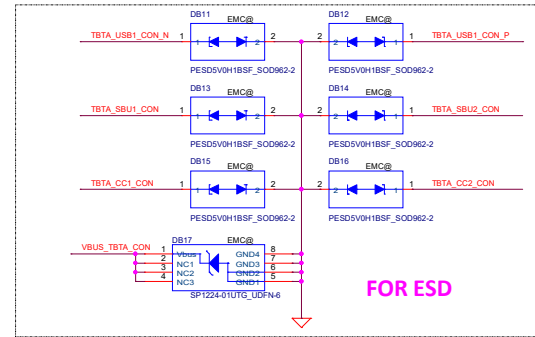 DB11 EMC@ DB12 EMC@
TBTA_USB1_CON_N 1 1 2 2 2 2 1 1 TBTA_USB1_CON_P
PESD5V0H1BSF_SOD962-2 PESD5V0H1BSF_SOD962-2
DB13 EMC@ DB14 EMC@
TBTA_SBU1_CON 1 1 2 2 2 2 1 1 TBTA_SBU2_CON
PESD5V0H1BSF_SOD962-2 PESD5V0H1BSF_SOD962-2
DB15 EMC@ DB16 EMC@
TBTA_CC1_CON 1 1 2 2 2 2 1 1 TBTA_CC2_CON
PESD5V0H1BSF_SOD962-2 PESD5V0H1BSF_SOD962-2
DB17 EMC@
VBUS_TBTA_CON 1 Vbus GND4 8
2 NC1 GND3 7
3 NC2 GND2 6
4 NC3 GND1 5
SP1224-01UTG_UDFN-6
FOR ESD